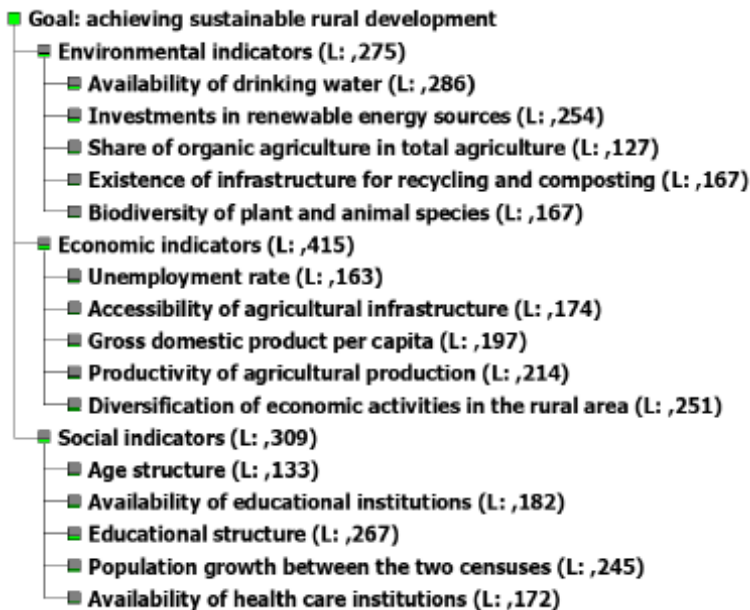 Goal: achieving sustainable rural development
Environmental indicators (L: ,275)
Availability of drinking water (L: ,286)
Investments in renewable energy sources (L: ,254)
Share of organic agriculture in total agriculture (L: ,127)
Existence of infrastructure for recycling and composting (L: ,167)
Biodiversity of plant and animal species (L: ,167)
Economic indicators (L: ,415)
Unemployment rate (L: ,163)
Accessibility of agricultural infrastructure (L: ,174)
Gross domestic product per capita (L: ,197)
Productivity of agricultural production (L: ,214)
Diversification of economic activities in the rural area (L: ,251)
Social indicators (L: ,309)
Age structure (L: ,133)
Availability of educational institutions (L: ,182)
Educational structure (L: ,267)
Population growth between the two censuses (L: ,245)
Availability of health care institutions (L: ,172)